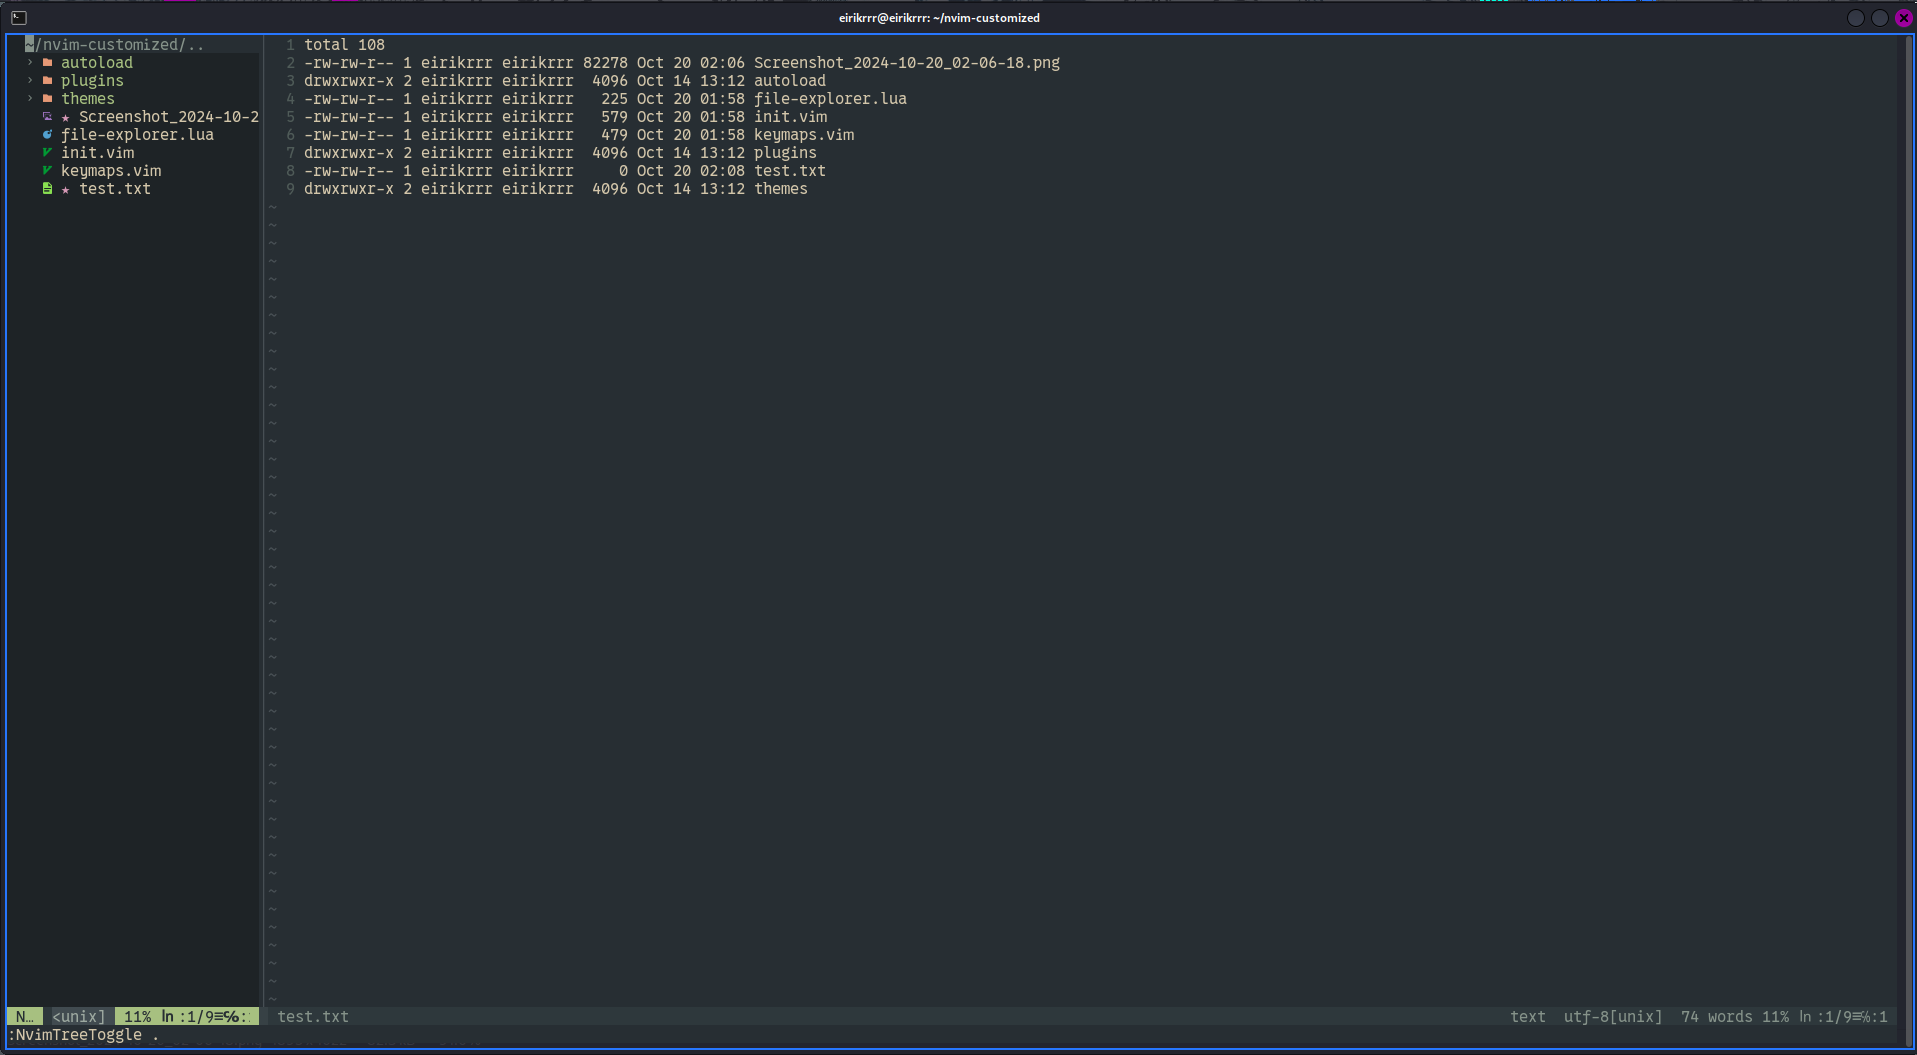 eirikrrr@eirikrrr: ~/nvim-customized
~/nvim-customized/..
autoload
plugins
themes
★ Screenshot_2024-10-2
file-explorer.lua
init.vim
keymaps.vim
★ test.txt
1 total 108
2 -rw-rw-r-- 1 eirikrrr eirikrrr 82278 Oct 20 02:06 Screenshot_2024-10-20_02-06-18.png
3 drwxrwxr-x 2 eirikrrr eirikrrr  4096 Oct 14 13:12 autoload
4 -rw-rw-r-- 1 eirikrrr eirikrrr   225 Oct 20 01:58 file-explorer.lua
5 -rw-rw-r-- 1 eirikrrr eirikrrr   579 Oct 20 01:58 init.vim
6 -rw-rw-r-- 1 eirikrrr eirikrrr   479 Oct 20 01:58 keymaps.vim
7 drwxrwxr-x 2 eirikrrr eirikrrr  4096 Oct 14 13:12 plugins
8 -rw-rw-r-- 1 eirikrrr eirikrrr     0 Oct 20 02:08 test.txt
9 drwxrwxr-x 2 eirikrrr eirikrrr  4096 Oct 14 13:12 themes
N… <unix] 11% ln :1/9≡℅: test.txt text utf-8[unix] 74 words 11% ln :1/9≡℅:1
:NvimTreeToggle .